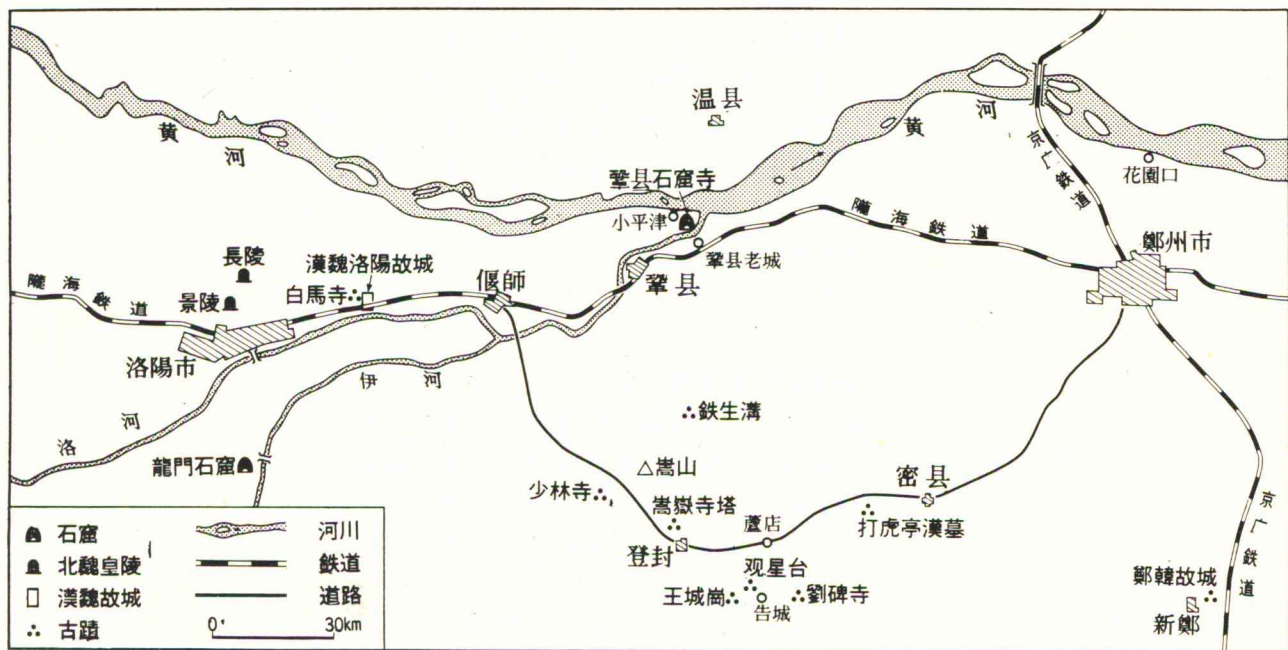 温县
黄
河
黄
河
京广鉄道
花園口
鞏县石窟寺
小平津
隴海鉄道
鄭州市
長陵
漢魏洛陽故城
偃師
鞏县老城
鞏县
隴海鉄道
景陵
白馬寺
洛陽市
伊河
洛河
鉄生溝
龍門石窟
△嵩山
少林寺
嵩嶽寺塔
蘆店
密县
打虎亭漢墓
登封
观星台
王城崗
告城
劉碑寺
京广鉄道
鄭韓故城
新鄭
石窟
北魏皇陵
漢魏故城
古蹟
河川
鉄道
道路
0 30km